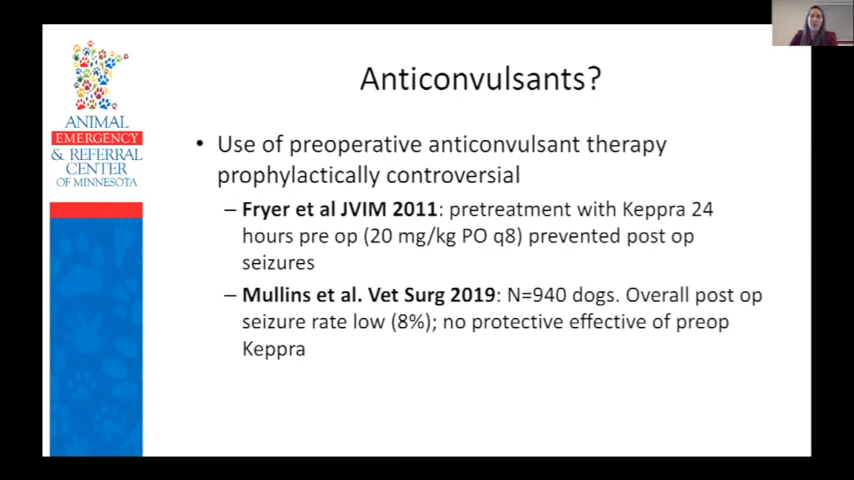 Anticonvulsants?
ANIMAL
EMERGENCY
& REFERRAL
CENTER
OF MINNESOTA
• Use of preoperative anticonvulsant therapy
prophylactically controversial
– Fryer et al JVIM 2011: pretreatment with Keppra 24
hours pre op (20 mg/kg PO q8) prevented post op
seizures
– Mullins et al. Vet Surg 2019: N=940 dogs. Overall post op
seizure rate low (8%); no protective effective of preop
Keppra